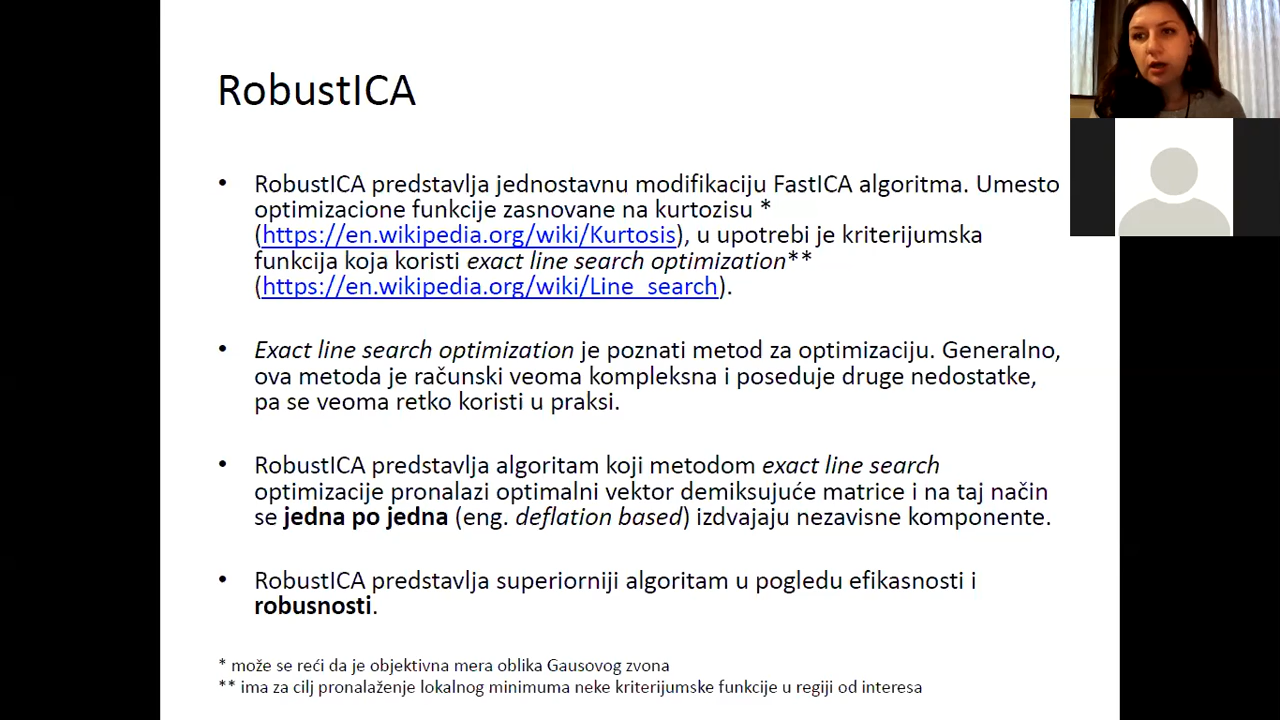 RobustICA
• RobustICA predstavlja jednostavnu modifikaciju FastICA algoritma. Umesto
optimizacione funkcije zasnovane na kurtozisu *
(https://en.wikipedia.org/wiki/Kurtosis), u upotrebi je kriterijumska
funkcija koja koristi exact line search optimization**
(https://en.wikipedia.org/wiki/Line_search).
• Exact line search optimization je poznati metod za optimizaciju. Generalno,
ova metoda je računski veoma kompleksna i poseduje druge nedostatke,
pa se veoma retko koristi u praksi.
• RobustICA predstavlja algoritam koji metodom exact line search
optimizacije pronalazi optimalni vektor demiksujuće matrice i na taj način
se jedna po jedna (eng. deflation based) izdvajaju nezavisne komponente.
• RobustICA predstavlja superiorniji algoritam u pogledu efikasnosti i
robusnosti.
* može se reći da je objektivna mera oblika Gausovog zvona
** ima za cilj pronalaženje lokalnog minimuma neke kriterijumske funkcije u regiji od interesa